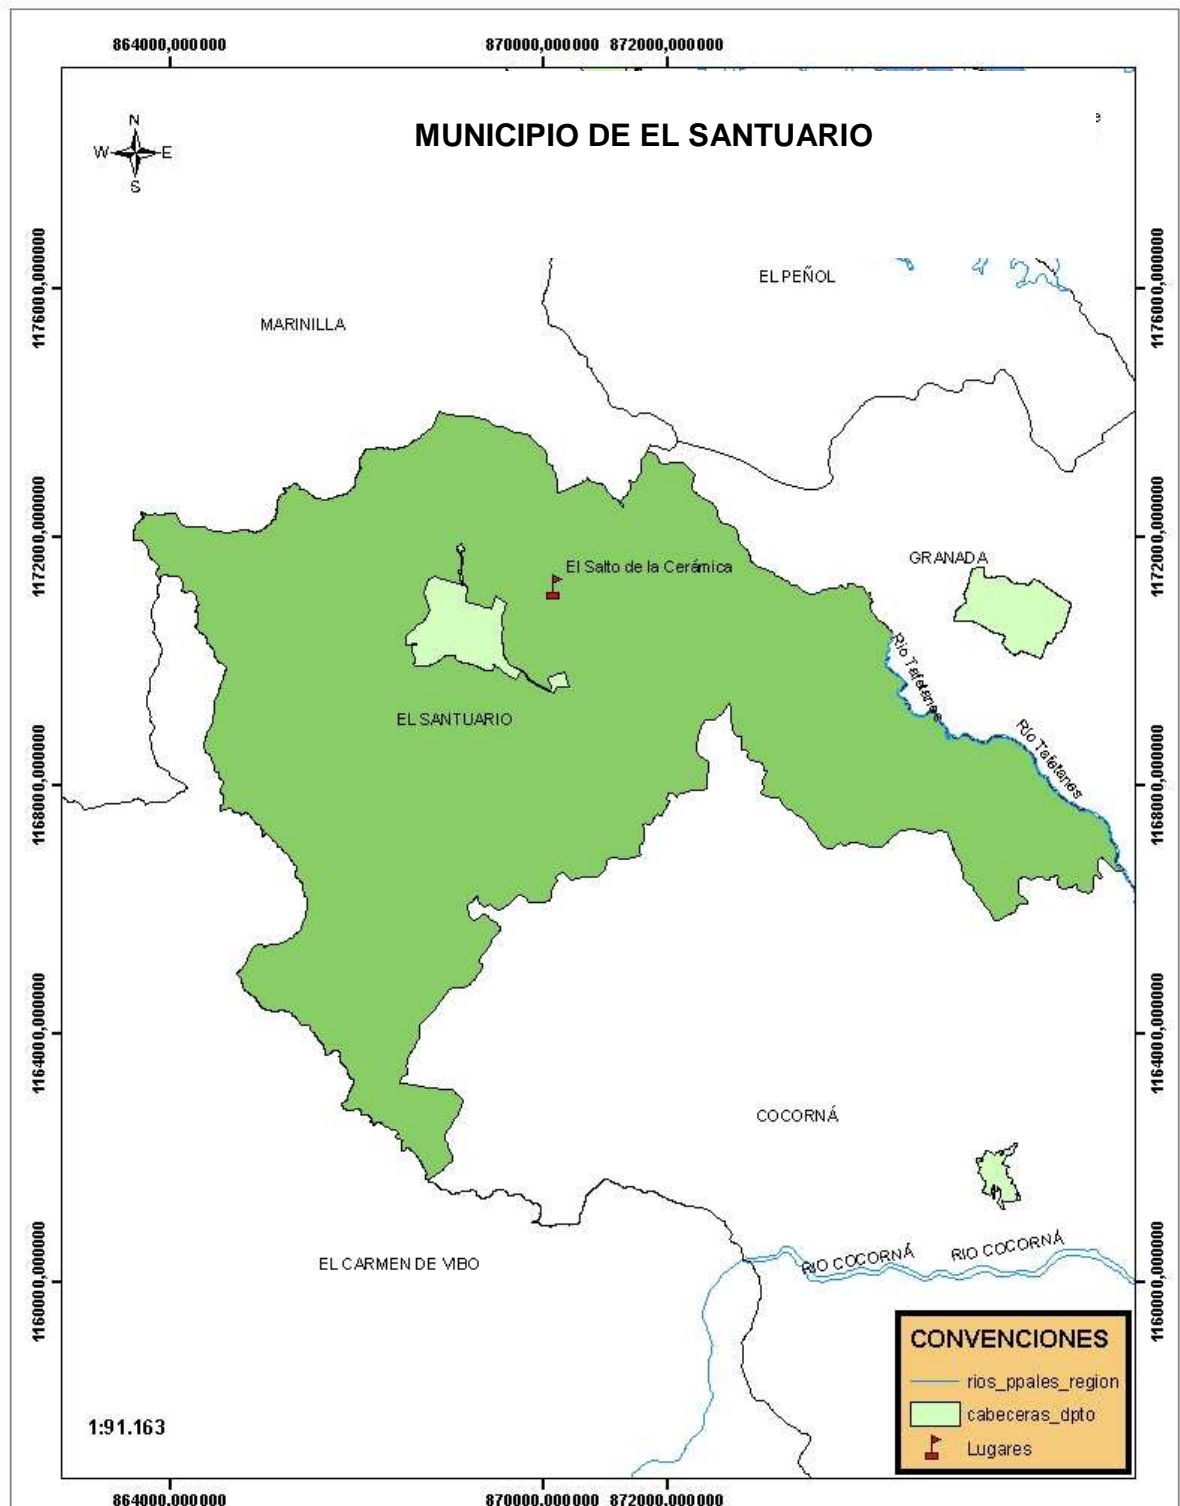 864000,000000 870000,000000 872000,000000
MUNICIPIO DE EL SANTUARIO
N
W E
S
1176000,000000
1176000,000000
EL PEÑOL
MARINILLA
1172000,000000
1172000,000000
GRANADA
El Salto de la Cerámica
Río Tafetanes
EL SANTUARIO
Río Tafetanes
1168000,000000
1168000,000000
1164000,000000
1164000,000000
COCORNÁ
RIO COCORNÁ
RIO COCORNÁ
EL CARMEN DE VIBO
1160000,000000
1160000,000000
CONVENCIONES
rios_ppales_region
cabeceras_dpto
Lugares
1:91.163
864000,000000 870000,000000 872000,000000